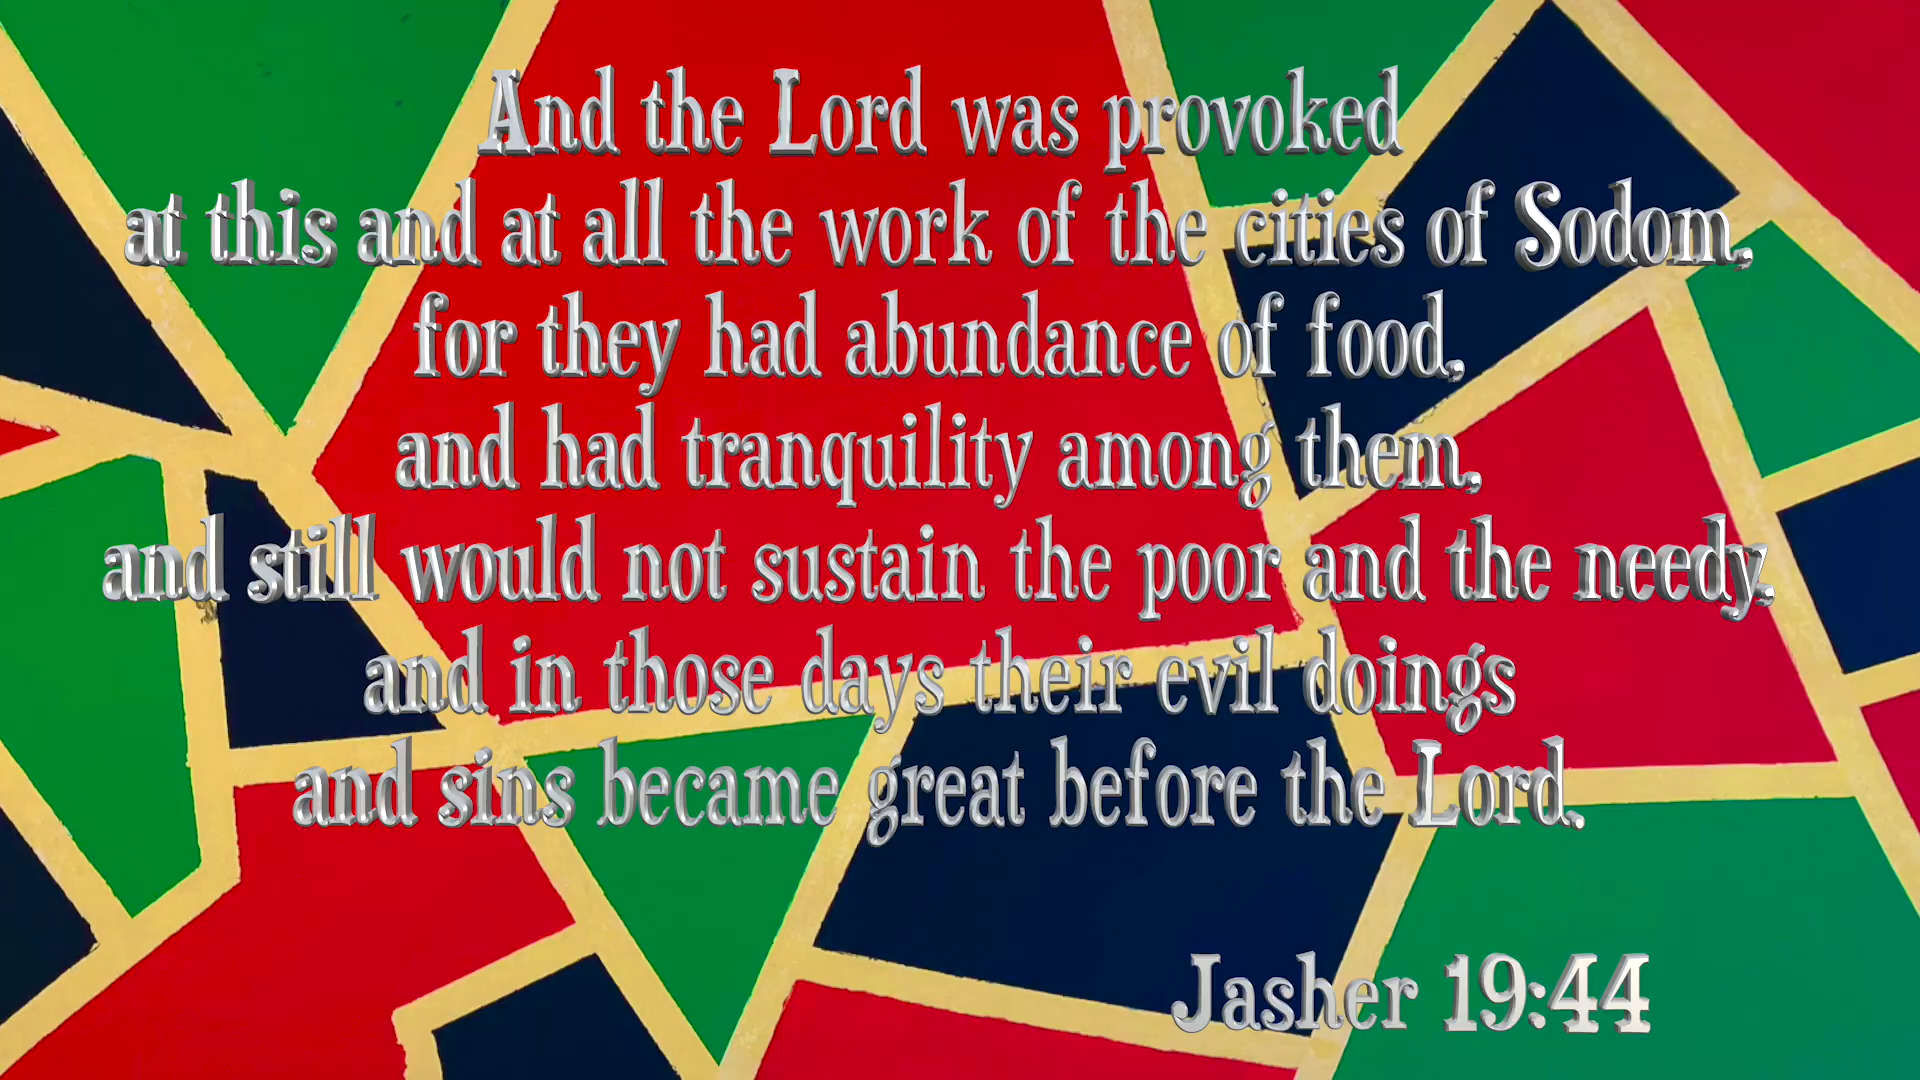 And the Lord was provoked
at this and at all the work of the cities of Sodom,
for they had abundance of food,
and had tranquility among them,
and still would not sustain the poor and the needy,
and in those days their evil doings
and sins became great before the Lord.
Jasher 19:44